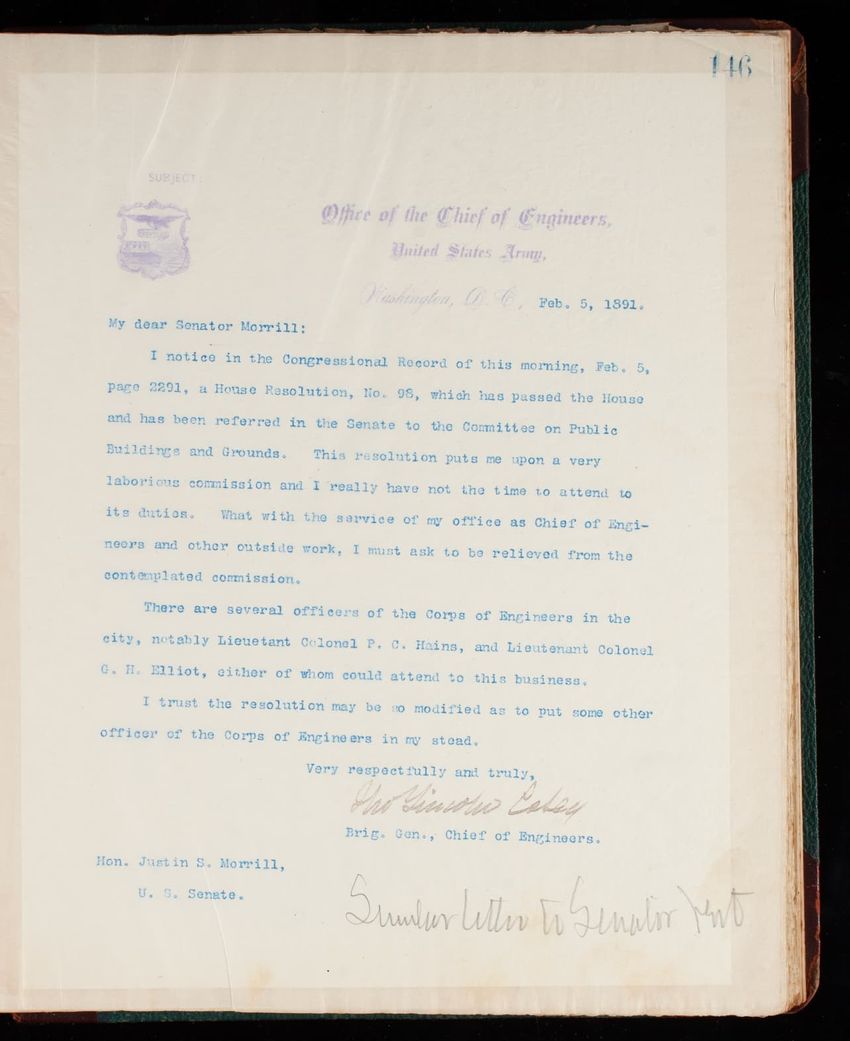 146
SUBJECT:
Office of the Chief of Engineers,
United States Army,
Washington, D. C. Feb. 5, 1891.
My dear Senator Morrill:
I notice in the Congressional Record of this morning, Feb. 5,
page 2291, a House Resolution, No. 98, which has passed the House
and has been referred in the Senate to the Committee on Public
Buildings and Grounds. This resolution puts me upon a very
laborious commission and I really have not the time to attend to
its duties. What with the service of my office as Chief of Engi-
neers and other outside work, I must ask to be relieved from the
contemplated commission.
There are several officers of the Corps of Engineers in the
city, notably Lieuetant Colonel P. C. Hains, and Lieutenant Colonel
G. H. Elliot, either of whom could attend to this business.
I trust the resolution may be so modified as to put some other
officer of the Corps of Engineers in my stead.
Very respectfully and truly,
Tho Lincoln Casey
Brig. Gen., Chief of Engineers.
Hon. Justin S. Morrill,
U. S. Senate.
Similar letter to Senator